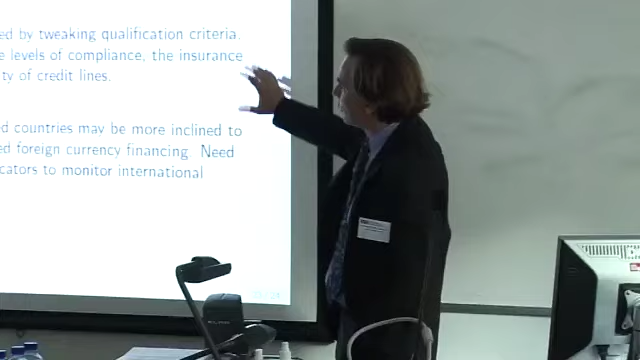 ed by tweaking qualification criteria.
e levels of compliance, the insurance
ty of credit lines.
d countries may be more inclined to
ed foreign currency financing. Need
cators to monitor international